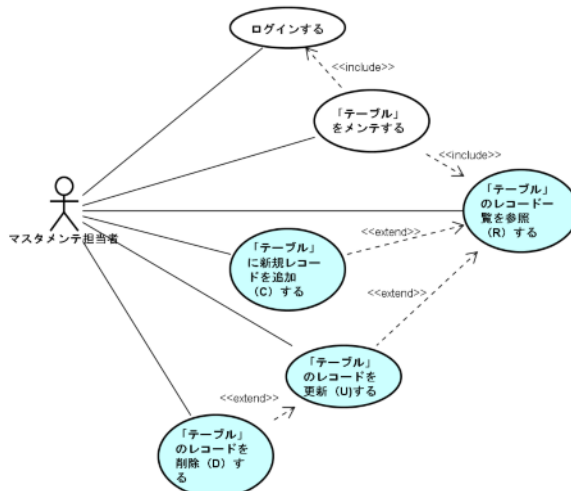 ログインする
<<include>>
「テーブル」
をメンテする
<<include>>
「テーブル」
のレコード一
覧を参照
（R）する
マスタメンテ担当者
<<extend>>
「テーブル」
に新規レコー
ドを追加
（C）する
<<extend>>
「テーブル」
のレコードを
更新（U)する
<<extend>>
「テーブル」
のレコードを
削除（D）す
る